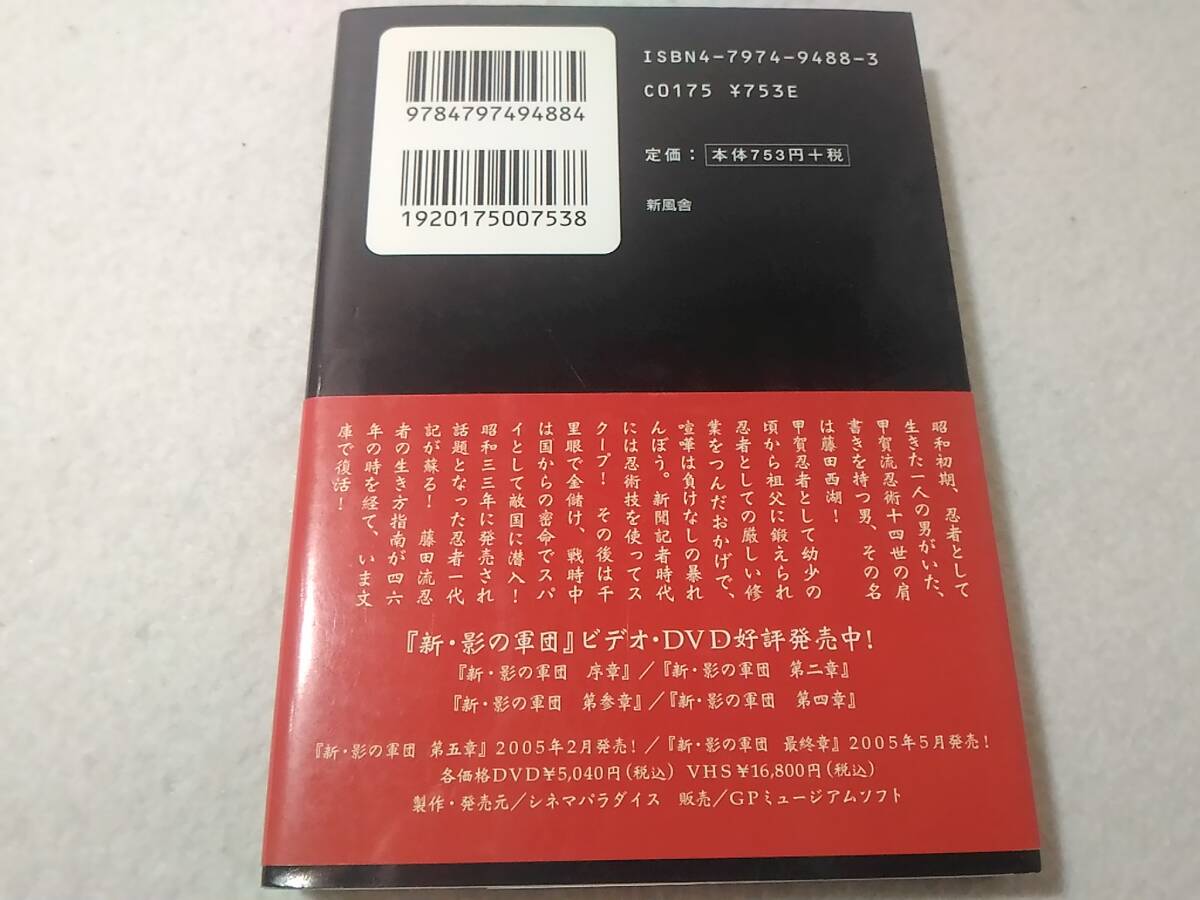 9784797494884
1920175007538
ISBN4-7974-9488-3
C0175 ¥753E
定価： 本体753円＋税
新風舎
昭和初期、忍者として
生きた一人の男がいた、
甲賀流忍術十四世の肩
書きを持つ男、その名
は藤田西湖！
甲賀忍者として幼少の
頃から祖父に鍛えられ
忍者としての厳しい修
業をつんだおかげで、
喧嘩は負けなしの暴れ
んぼう。新聞記者時代
には忍術技を使ってス
クープ！　その後は千
里眼で金儲け、戦時中
は国からの密命でスパ
イとして敵国に潜入！
昭和三三年に発売され
話題となった忍者一代
記が蘇る！　藤田流忍
者の生き方指南が四六
年の時を経て、いま文
庫で復活！
『新・影の軍団』ビデオ・DVD好評発売中！
『新・影の軍団　序章』／『新・影の軍団　第二章』
『新・影の軍団　第参章』／『新・影の軍団　第四章』
『新・影の軍団　第五章』2005年2月発売！／『新・影の軍団　最終章』2005年5月発売！
各価格DVD¥5,040円（税込）　VHS¥16,800円（税込）
製作・発売元／シネマパラダイス　販売／GPミュージアムソフト